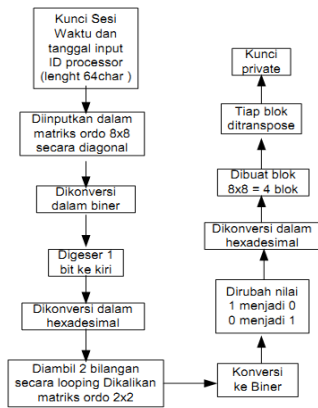 Kunci Sesi
Waktu dan
tanggal input
ID processor
(lenght 64char )
Diinputkan dalam
matriks ordo 8x8
secara diagonal
Dikonversi
dalam biner
Digeser 1
bit ke kiri
Dikonversi dalam
hexadesimal
Diambil 2 bilangan
secara looping Dikalikan
matriks ordo 2x2
Konversi
ke Biner
Dirubah nilai
1 menjadi 0
0 menjadi 1
Dikonversi dalam
hexadesimal
Dibuat blok
8x8 = 4 blok
Tiap blok
ditranspose
Kunci
private